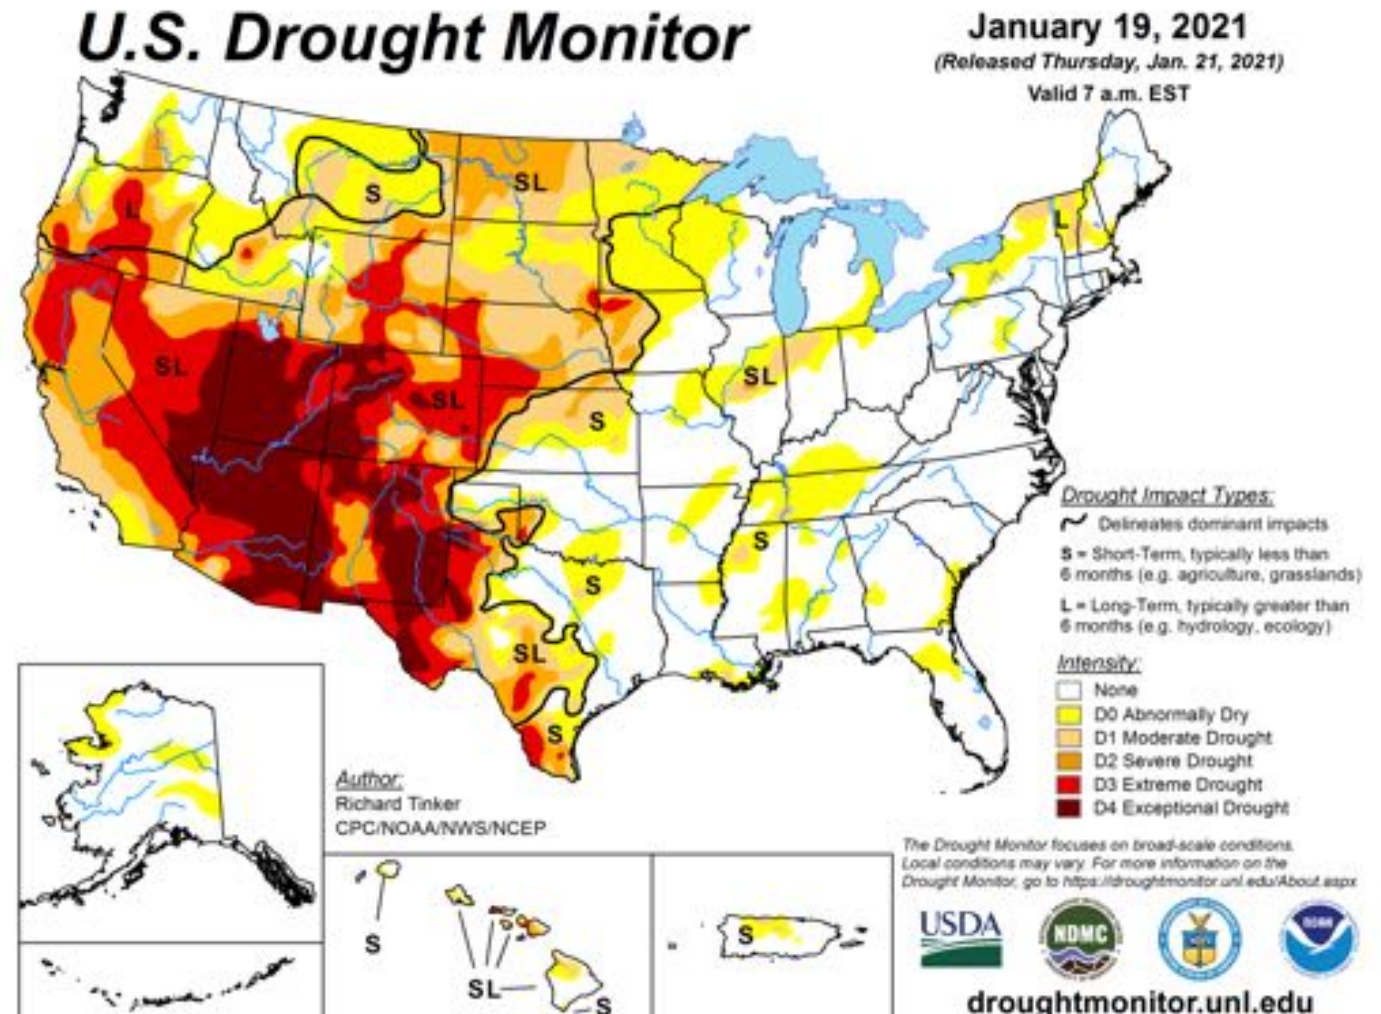 U.S. Drought Monitor
January 19, 2021
(Released Thursday, Jan. 21, 2021)
Valid 7 a.m. EST
S
SL
L
L
SL
SL
SL
S
S
S
SL
S
Drought Impact Types:
Delineates dominant impacts
S = Short-Term, typically less than
6 months (e.g. agriculture, grasslands)
L = Long-Term, typically greater than
6 months (e.g. hydrology, ecology)
Intensity:
None
D0 Abnormally Dry
D1 Moderate Drought
D2 Severe Drought
D3 Extreme Drought
D4 Exceptional Drought
Author:
Richard Tinker
CPC/NOAA/NWS/NCEP
The Drought Monitor focuses on broad-scale conditions.
Local conditions may vary. For more information on the
Drought Monitor, go to https://droughtmonitor.unl.edu/About.aspx
S
SL
S
S
USDA
NDMC
NOAA
droughtmonitor.unl.edu